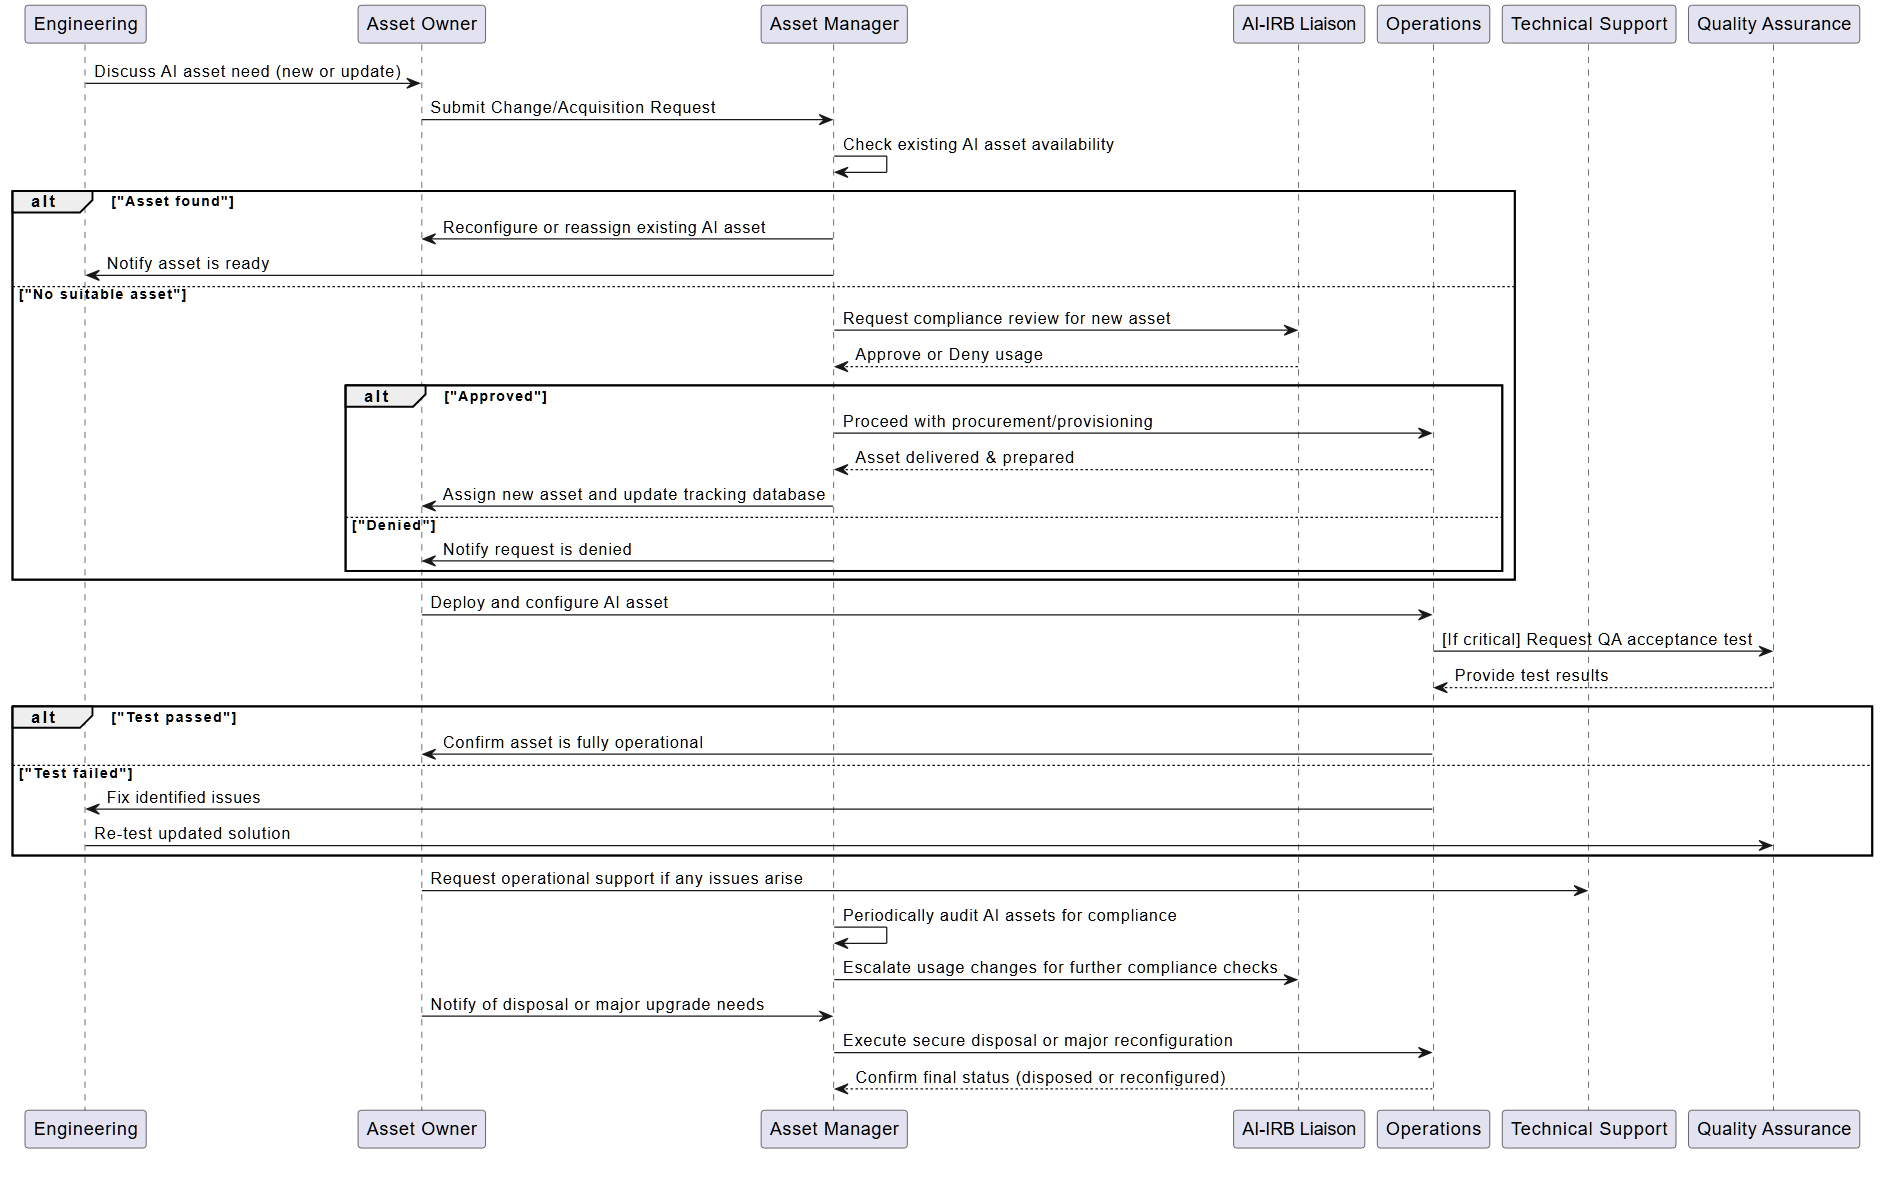 Engineering
Asset Owner
Asset Manager
AI-IRB Liaison
Operations
Technical Support
Quality Assurance
Discuss AI asset need (new or update)
Submit Change/Acquisition Request
Check existing AI asset availability
alt
["Asset found"]
Reconfigure or reassign existing AI asset
Notify asset is ready
["No suitable asset"]
Request compliance review for new asset
Approve or Deny usage
alt
["Approved"]
Proceed with procurement/provisioning
Asset delivered & prepared
Assign new asset and update tracking database
["Denied"]
Notify request is denied
Deploy and configure AI asset
[If critical] Request QA acceptance test
Provide test results
alt
["Test passed"]
Confirm asset is fully operational
["Test failed"]
Fix identified issues
Re-test updated solution
Request operational support if any issues arise
Periodically audit AI assets for compliance
Escalate usage changes for further compliance checks
Notify of disposal or major upgrade needs
Execute secure disposal or major reconfiguration
Confirm final status (disposed or reconfigured)
Engineering
Asset Owner
Asset Manager
AI-IRB Liaison
Operations
Technical Support
Quality Assurance